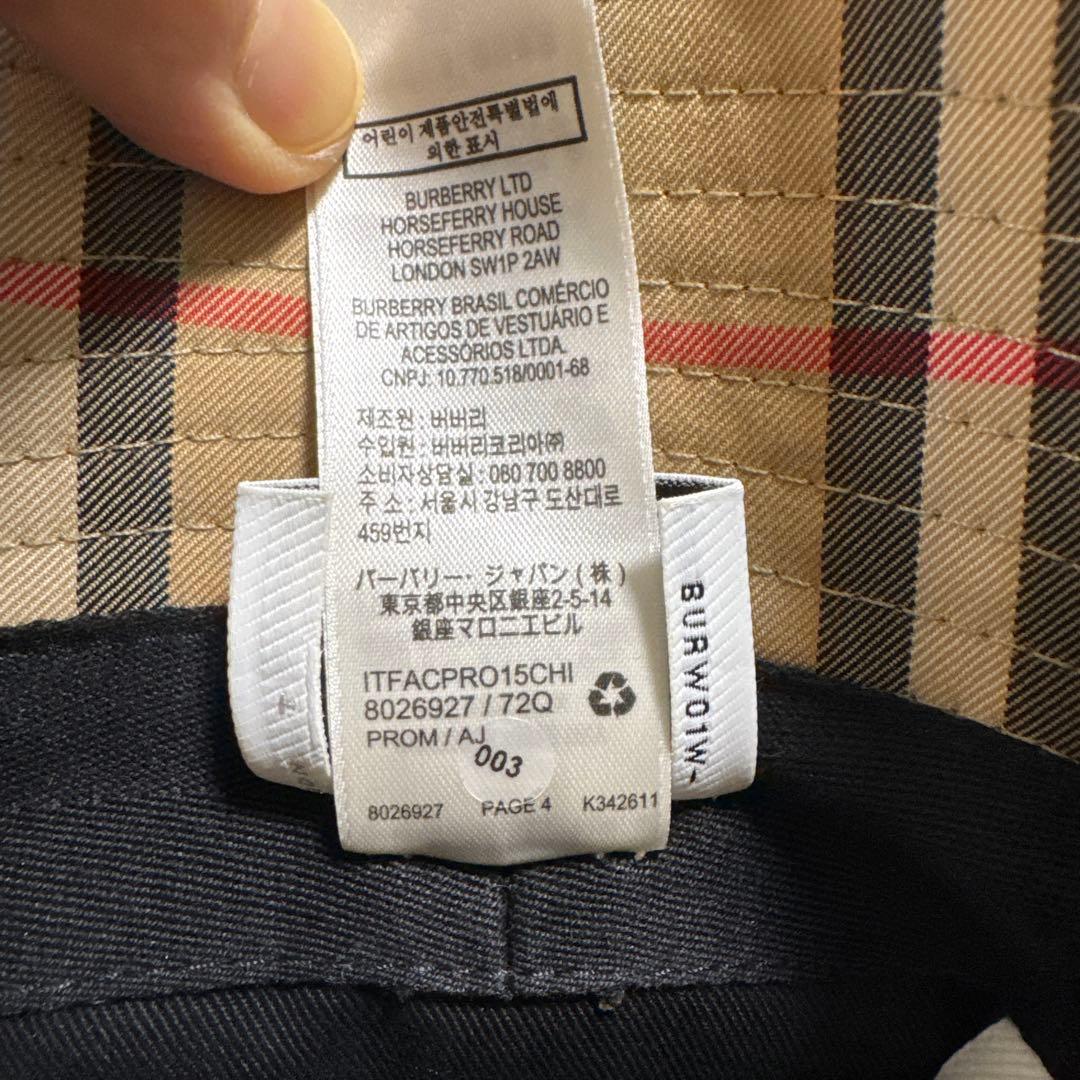 어린이 제품안전특별법에
의한 표시
BURBERRY LTD
HORSEFERRY HOUSE
HORSEFERRY ROAD
LONDON SW1P 2AW
BURBERRY BRASIL COMÉRCIO
DE ARTIGOS DE VESTUÁRIO E
ACESSÓRIOS LTDA.
CNPJ: 10.770.518/0001-68
제조원 : 버버리
수입원 : 버버리코리아㈜
소비자상담실 : 080 700 8800
주 소 : 서울시 강남구 도산대로
459번지
バーバリー・ジャパン(株)
東京都中央区銀座2-5-14
銀座マロニエビル
ITFACPRO15CHI
8026927 / 72Q
PROM / AJ
003
8026927 PAGE 4 K342611
BURW01W